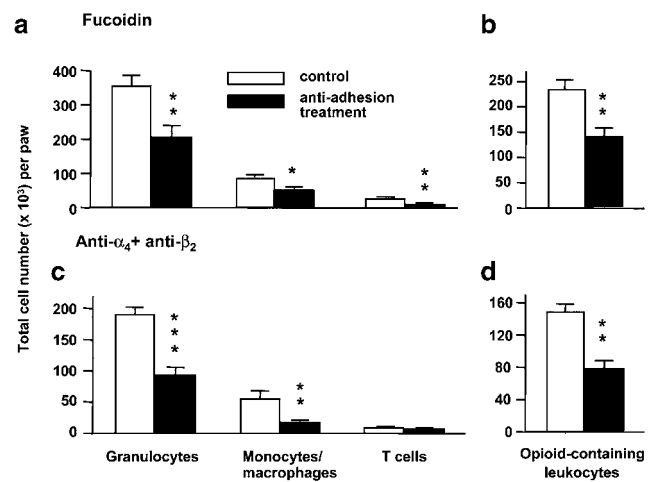 a
Fucoidin
b
400
300
200
100
0
control
anti-adhesion
treatment
**
*
**
250
200
150
100
50
0
**
Total cell number (x 10³) per paw
Anti-α₄+ anti-β₂
c
d
200
150
100
50
0
***
**
160
120
80
40
0
**
Granulocytes
Monocytes/
macrophages
T cells
Opioid-containing
leukocytes